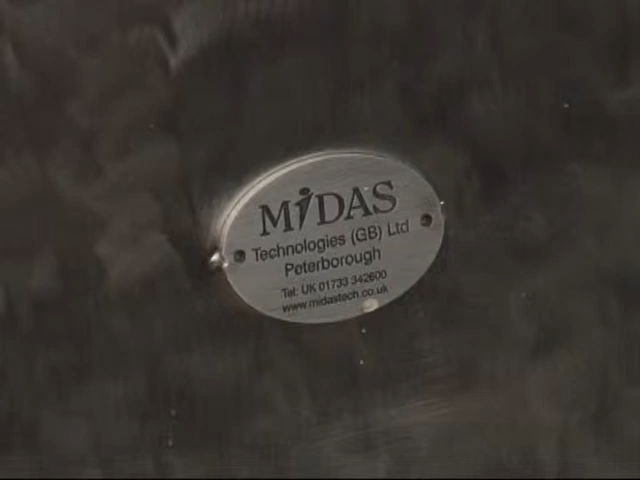 MiDAS
Technologies (GB) Ltd
Peterborough
Tel: UK 01733 342600
www.midastech.co.uk